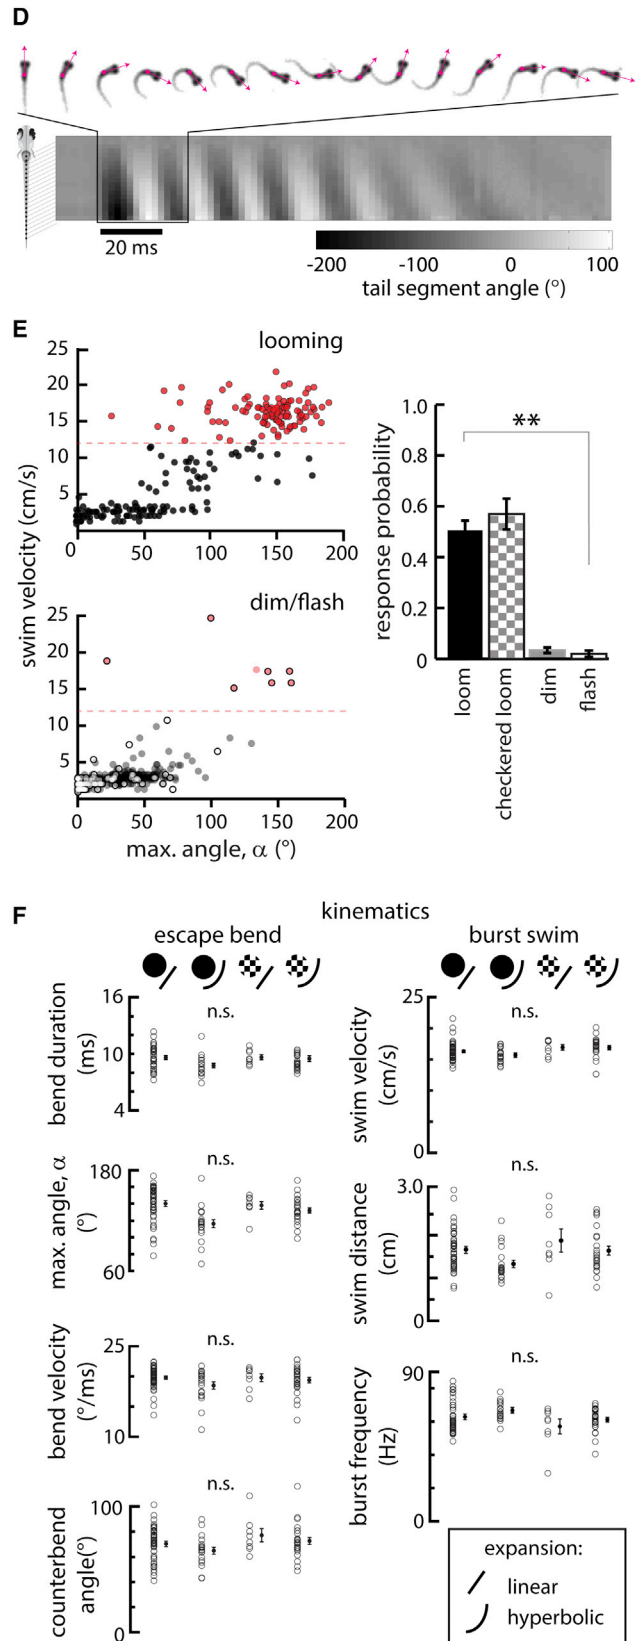 D
20 ms
-200 -100 0 100
tail segment angle (°)
E
looming
25
20
15
10
5
0 50 100 150 200
swim velocity (cm/s)
dim/flash
25
20
15
10
5
0 50 100 150 200
max. angle, α (°)
response probability
1.0
0.8
0.6
0.4
0.2
0
**
loom
checkered loom
dim
flash
F
kinematics
escape bend
burst swim
bend duration
(ms)
16
10
4
n.s.
max. angle, α
(°)
180
60
n.s.
bend velocity
(°/ms)
25
10
n.s.
counterbend
angle(°)
100
0
n.s.
swim velocity
(cm/s)
25
0
n.s.
swim distance
(cm)
3.0
0
n.s.
burst frequency
(Hz)
90
0
n.s.
expansion:
linear
hyperbolic